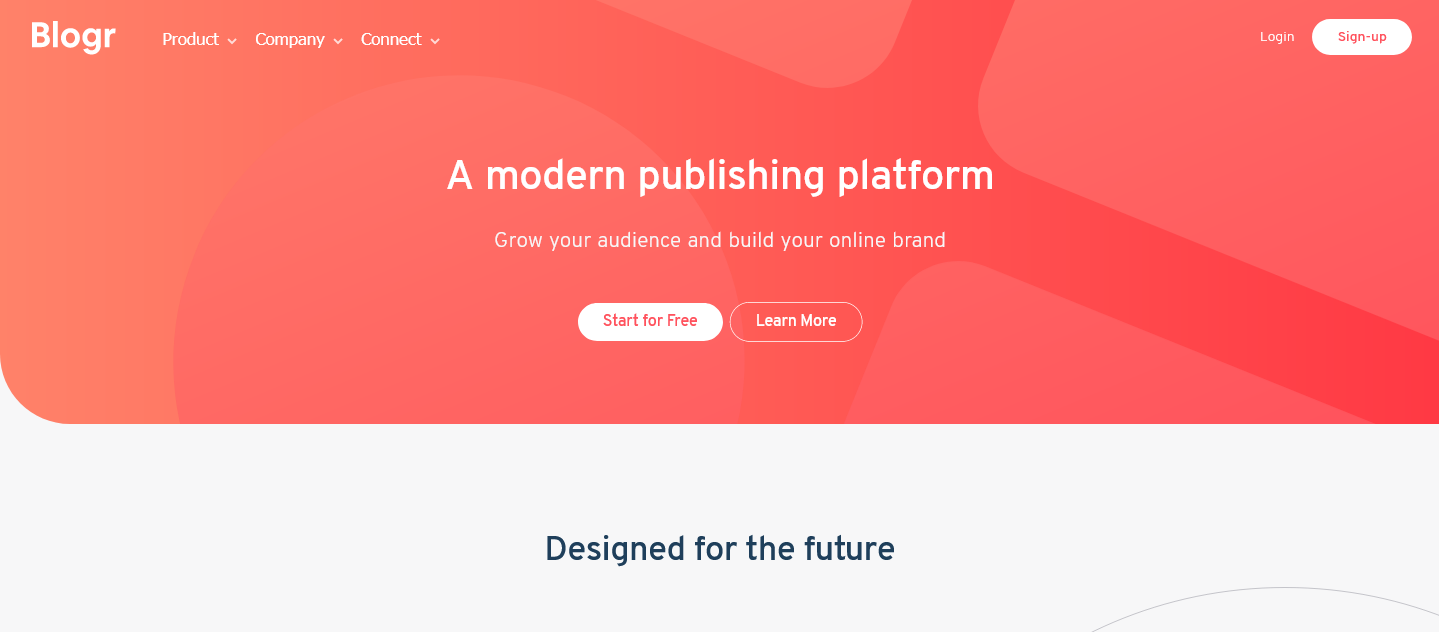 Blogr Product Company Connect Login Sign-up
A modern publishing platform
Grow your audience and build your online brand
Start for Free Learn More
Designed for the future